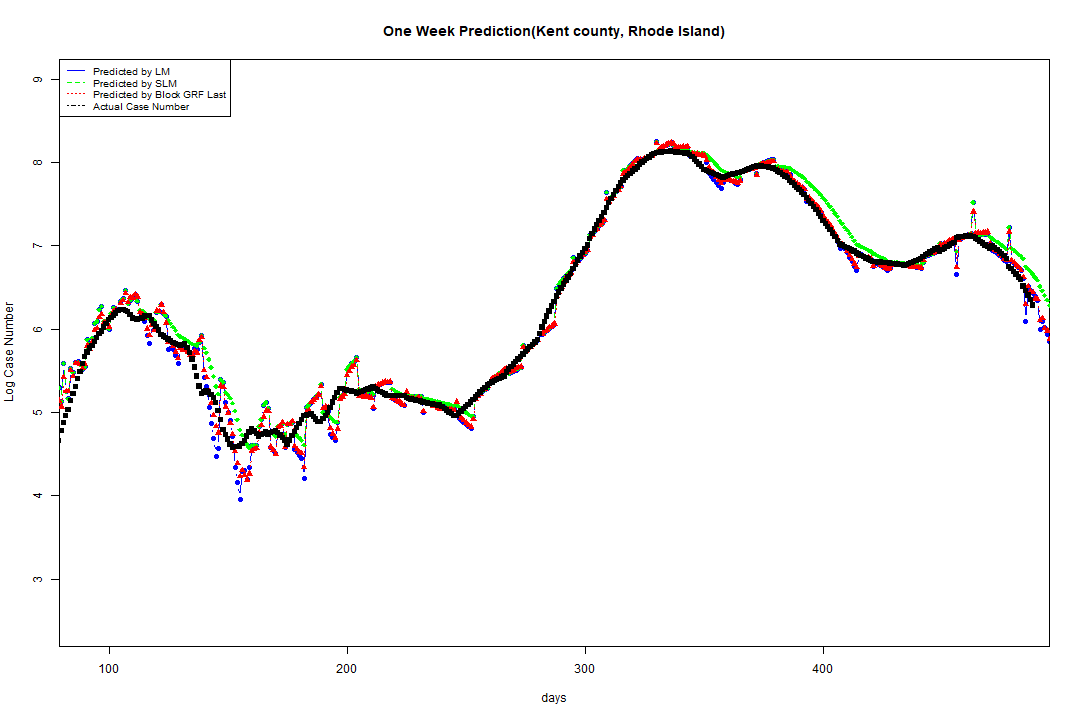 One Week Prediction(Kent county, Rhode Island)
Predicted by LM
Predicted by SLM
Predicted by Block GRF Last
Actual Case Number
Log Case Number
9
8
7
6
5
4
3
100 200 300 400
days